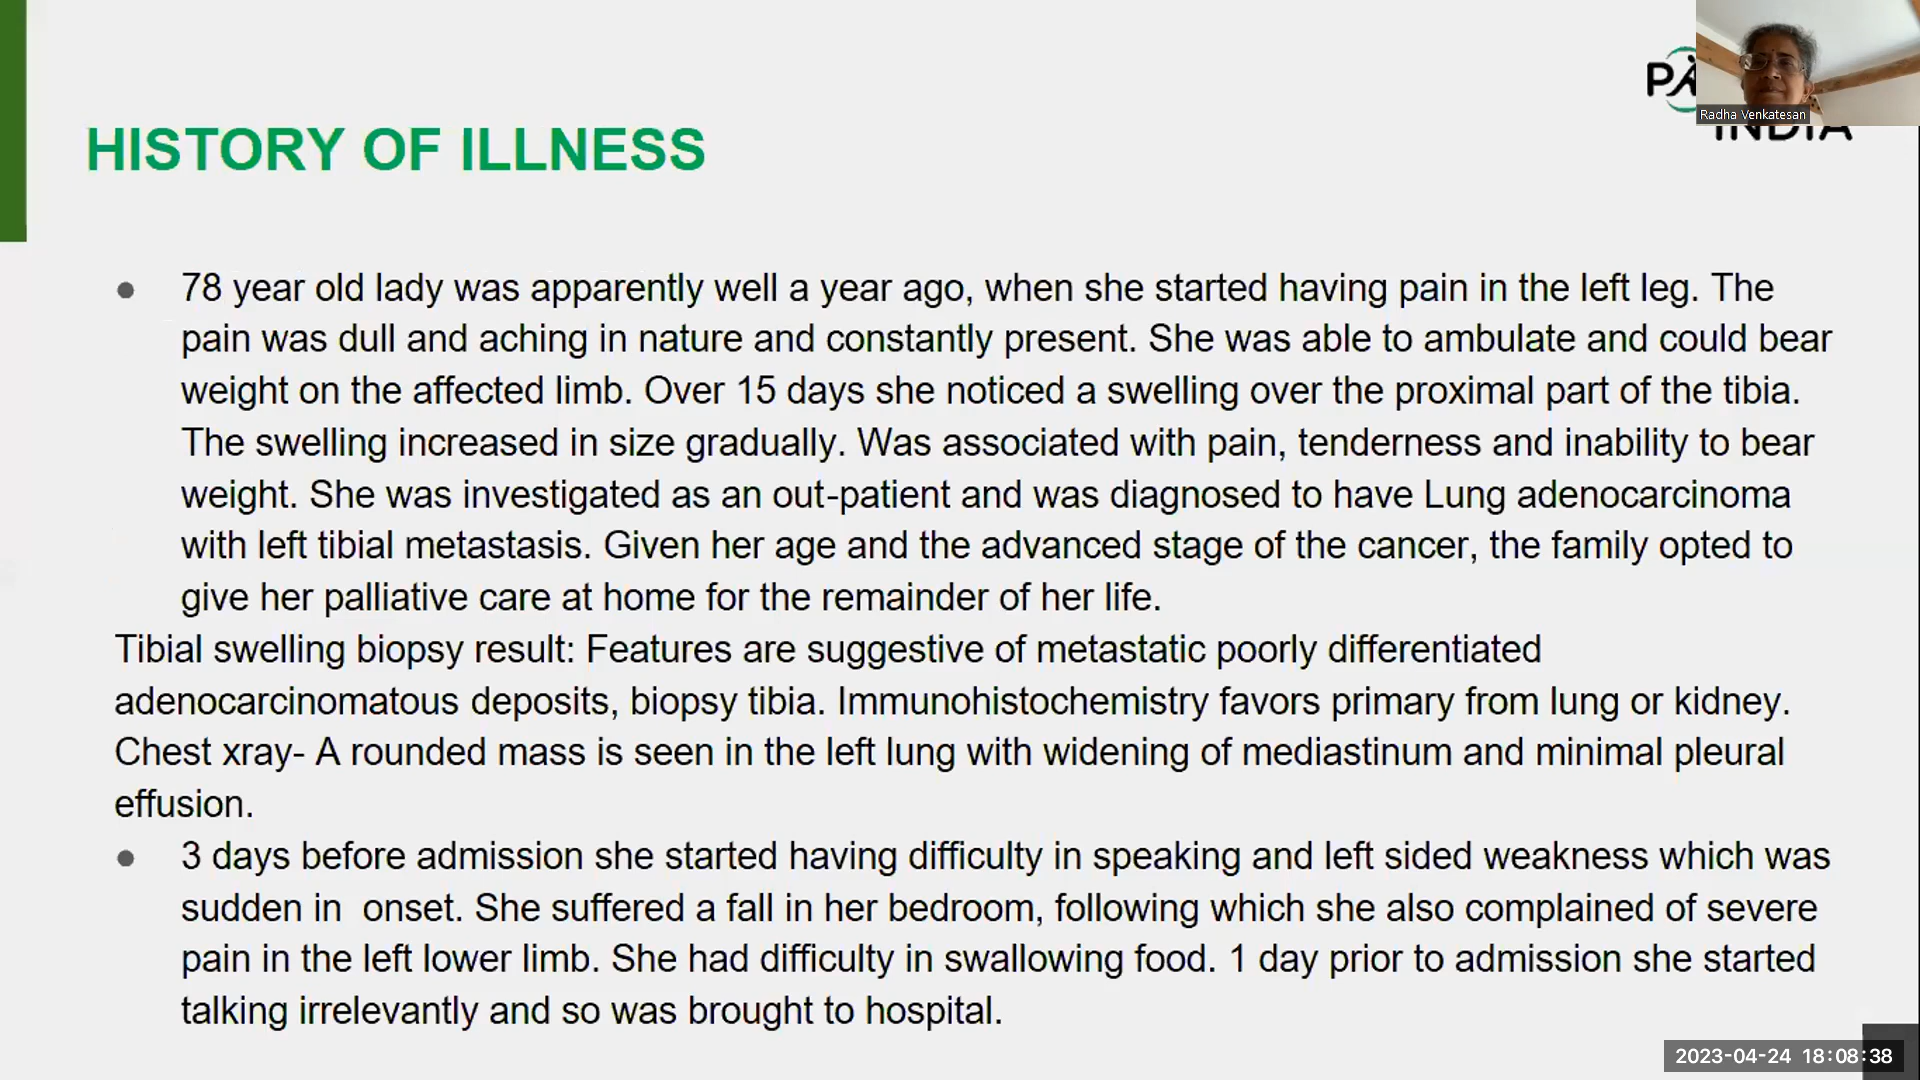 PA
INDIA
Radha Venkatesan
HISTORY OF ILLNESS
● 78 year old lady was apparently well a year ago, when she started having pain in the left leg. The
pain was dull and aching in nature and constantly present. She was able to ambulate and could bear
weight on the affected limb. Over 15 days she noticed a swelling over the proximal part of the tibia.
The swelling increased in size gradually. Was associated with pain, tenderness and inability to bear
weight. She was investigated as an out-patient and was diagnosed to have Lung adenocarcinoma
with left tibial metastasis. Given her age and the advanced stage of the cancer, the family opted to
give her palliative care at home for the remainder of her life.
Tibial swelling biopsy result: Features are suggestive of metastatic poorly differentiated
adenocarcinomatous deposits, biopsy tibia. Immunohistochemistry favors primary from lung or kidney.
Chest xray- A rounded mass is seen in the left lung with widening of mediastinum and minimal pleural
effusion.
● 3 days before admission she started having difficulty in speaking and left sided weakness which was
sudden in  onset. She suffered a fall in her bedroom, following which she also complained of severe
pain in the left lower limb. She had difficulty in swallowing food. 1 day prior to admission she started
talking irrelevantly and so was brought to hospital.
2023-04-24 18:08:38